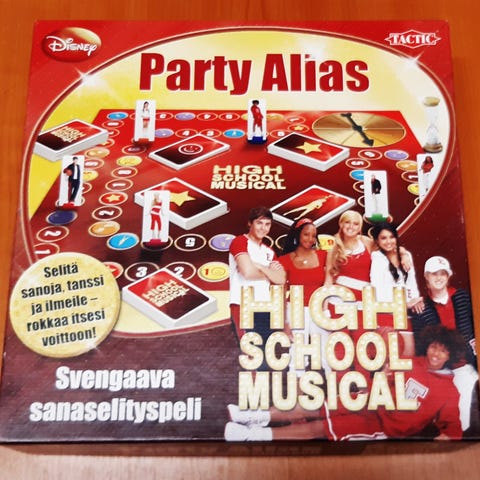 Disney
TACTIC
Party Alias
HIGH
SCHOOL
MUSICAL
Selitä
sanoja, tanssi
ja ilmeile –
rokkaa itsesi
voittoon!
HIGH
SCHOOL
MUSICAL
Svengaava
sanaselityspeli